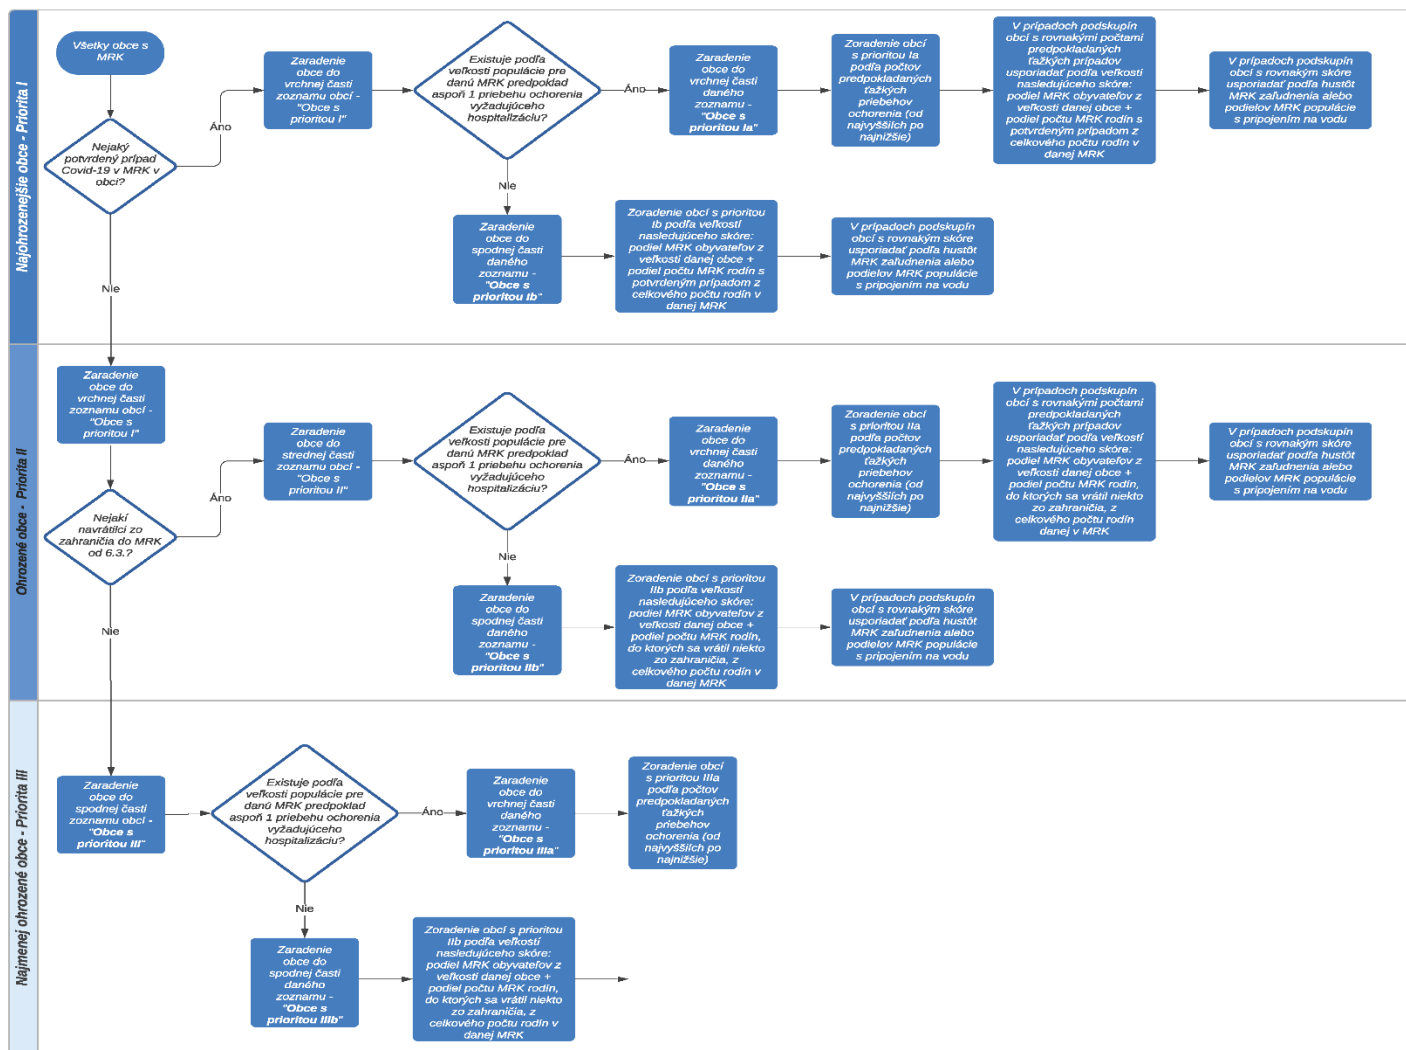 Najohrozenejšie obce - Priorita I
Všetky obce s
MRK
Nejaký
potvrdený prípad
Covid-19 v MRK v
obci?
Áno
Nie
Zaradenie
obce do
vrchnej časti
zoznamu obcí -
"Obce s
prioritou I"
Existuje podľa
veľkosti populácie pre
danú MRK predpoklad
aspoň 1 priebehu ochorenia
vyžadujúceho
hospitalizáciu?
Áno
Nie
Zaradenie
obce do
vrchnej časti
daného
zoznamu -
"Obce s
prioritou Ia"
Zoradenie obcí
s prioritou Ia
podľa počtov
predpokladaných
ťažkých
priebehov
ochorenia (od
najvyšších po
najnižšie)
V prípadoch podskupín
obcí s rovnakými počtami
predpokladaných
ťažkých prípadov
usporiadať podľa veľkostí
nasledujúceho skóre:
podiel MRK obyvateľov z
veľkosti danej obce +
podiel počtu MRK rodín s
potvrdeným prípadom z
celkového počtu rodín v
danej MRK
V prípadoch podskupín
obcí s rovnakým skóre
usporiadať podľa hustôt
MRK zaľudnenia alebo
podielov MRK populácie
s pripojením na vodu
Zaradenie
obce do
spodnej časti
daného
zoznamu -
"Obce s
prioritou Ib"
Zoradenie obcí s prioritou
Ib podľa veľkostí
nasledujúceho skóre:
podiel MRK obyvateľov z
veľkosti danej obce +
podiel počtu MRK rodín s
potvrdeným prípadom z
celkového počtu rodín v
danej MRK
V prípadoch podskupín
obcí s rovnakým skóre
usporiadať podľa hustôt
MRK zaľudnenia alebo
podielov MRK populácie
s pripojením na vodu
Ohrozené obce - Priorita II
Zaradenie
obce do
vrchnej časti
zoznamu obcí -
"Obce s
prioritou I"
Nejakí
navrátilci zo
zahraničia do MRK
od 6.3.?
Áno
Nie
Zaradenie
obce do
strednej časti
zoznamu obcí -
"Obce s
prioritou II"
Existuje podľa
veľkosti populácie pre
danú MRK predpoklad
aspoň 1 priebehu ochorenia
vyžadujúceho
hospitalizáciu?
Áno
Nie
Zaradenie
obce do
vrchnej časti
daného
zoznamu -
"Obce s
prioritou IIa"
Zoradenie obcí
s prioritou IIa
podľa počtov
predpokladaných
ťažkých
priebehov
ochorenia (od
najvyšších po
najnižšie)
V prípadoch podskupín
obcí s rovnakými počtami
predpokladaných
ťažkých prípadov
usporiadať podľa veľkostí
nasledujúceho skóre:
podiel MRK obyvateľov z
veľkosti danej obce +
podiel počtu MRK rodín,
do ktorých sa vrátil niekto
zo zahraničia, z
celkového počtu rodín
danej v MRK
V prípadoch podskupín
obcí s rovnakým skóre
usporiadať podľa hustôt
MRK zaľudnenia alebo
podielov MRK populácie
s pripojením na vodu
Zaradenie
obce do
spodnej časti
daného
zoznamu -
"Obce s
prioritou IIb"
Zoradenie obcí s prioritou
IIb podľa veľkostí
nasledujúceho skóre:
podiel MRK obyvateľov z
veľkosti danej obce +
podiel počtu MRK rodín,
do ktorých sa vrátil niekto
zo zahraničia, z
celkového počtu rodín v
danej MRK
V prípadoch podskupín
obcí s rovnakým skóre
usporiadať podľa hustôt
MRK zaľudnenia alebo
podielov MRK populácie
s pripojením na vodu
Najmenej ohrozené obce - Priorita III
Zaradenie
obce do
spodnej časti
zoznamu obcí -
"Obce s
prioritou III"
Existuje podľa
veľkosti populácie pre
danú MRK predpoklad
aspoň 1 priebehu ochorenia
vyžadujúceho
hospitalizáciu?
Áno
Nie
Zaradenie
obce do
vrchnej časti
daného
zoznamu -
"Obce s
prioritou IIIa"
Zoradenie obcí
s prioritou IIIa
podľa počtov
predpokladaných
ťažkých
priebehov
ochorenia (od
najvyšších po
najnižšie)
Zaradenie
obce do
spodnej časti
daného
zoznamu -
"Obce s
prioritou IIIb"
Zoradenie obcí s prioritou
IIb podľa veľkostí
nasledujúceho skóre:
podiel MRK obyvateľov z
veľkosti danej obce +
podiel počtu MRK rodín,
do ktorých sa vrátil niekto
zo zahraničia, z
celkového počtu rodín v
danej MRK